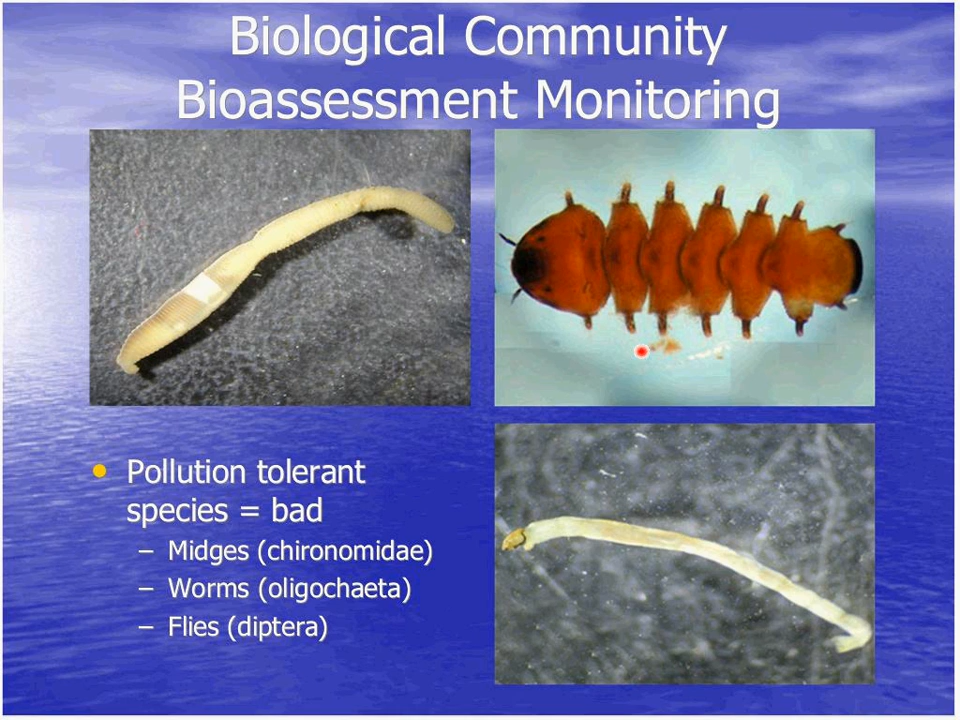 Biological Community
Bioassessment Monitoring
• Pollution tolerant
species = bad
– Midges (chironomidae)
– Worms (oligochaeta)
– Flies (diptera)